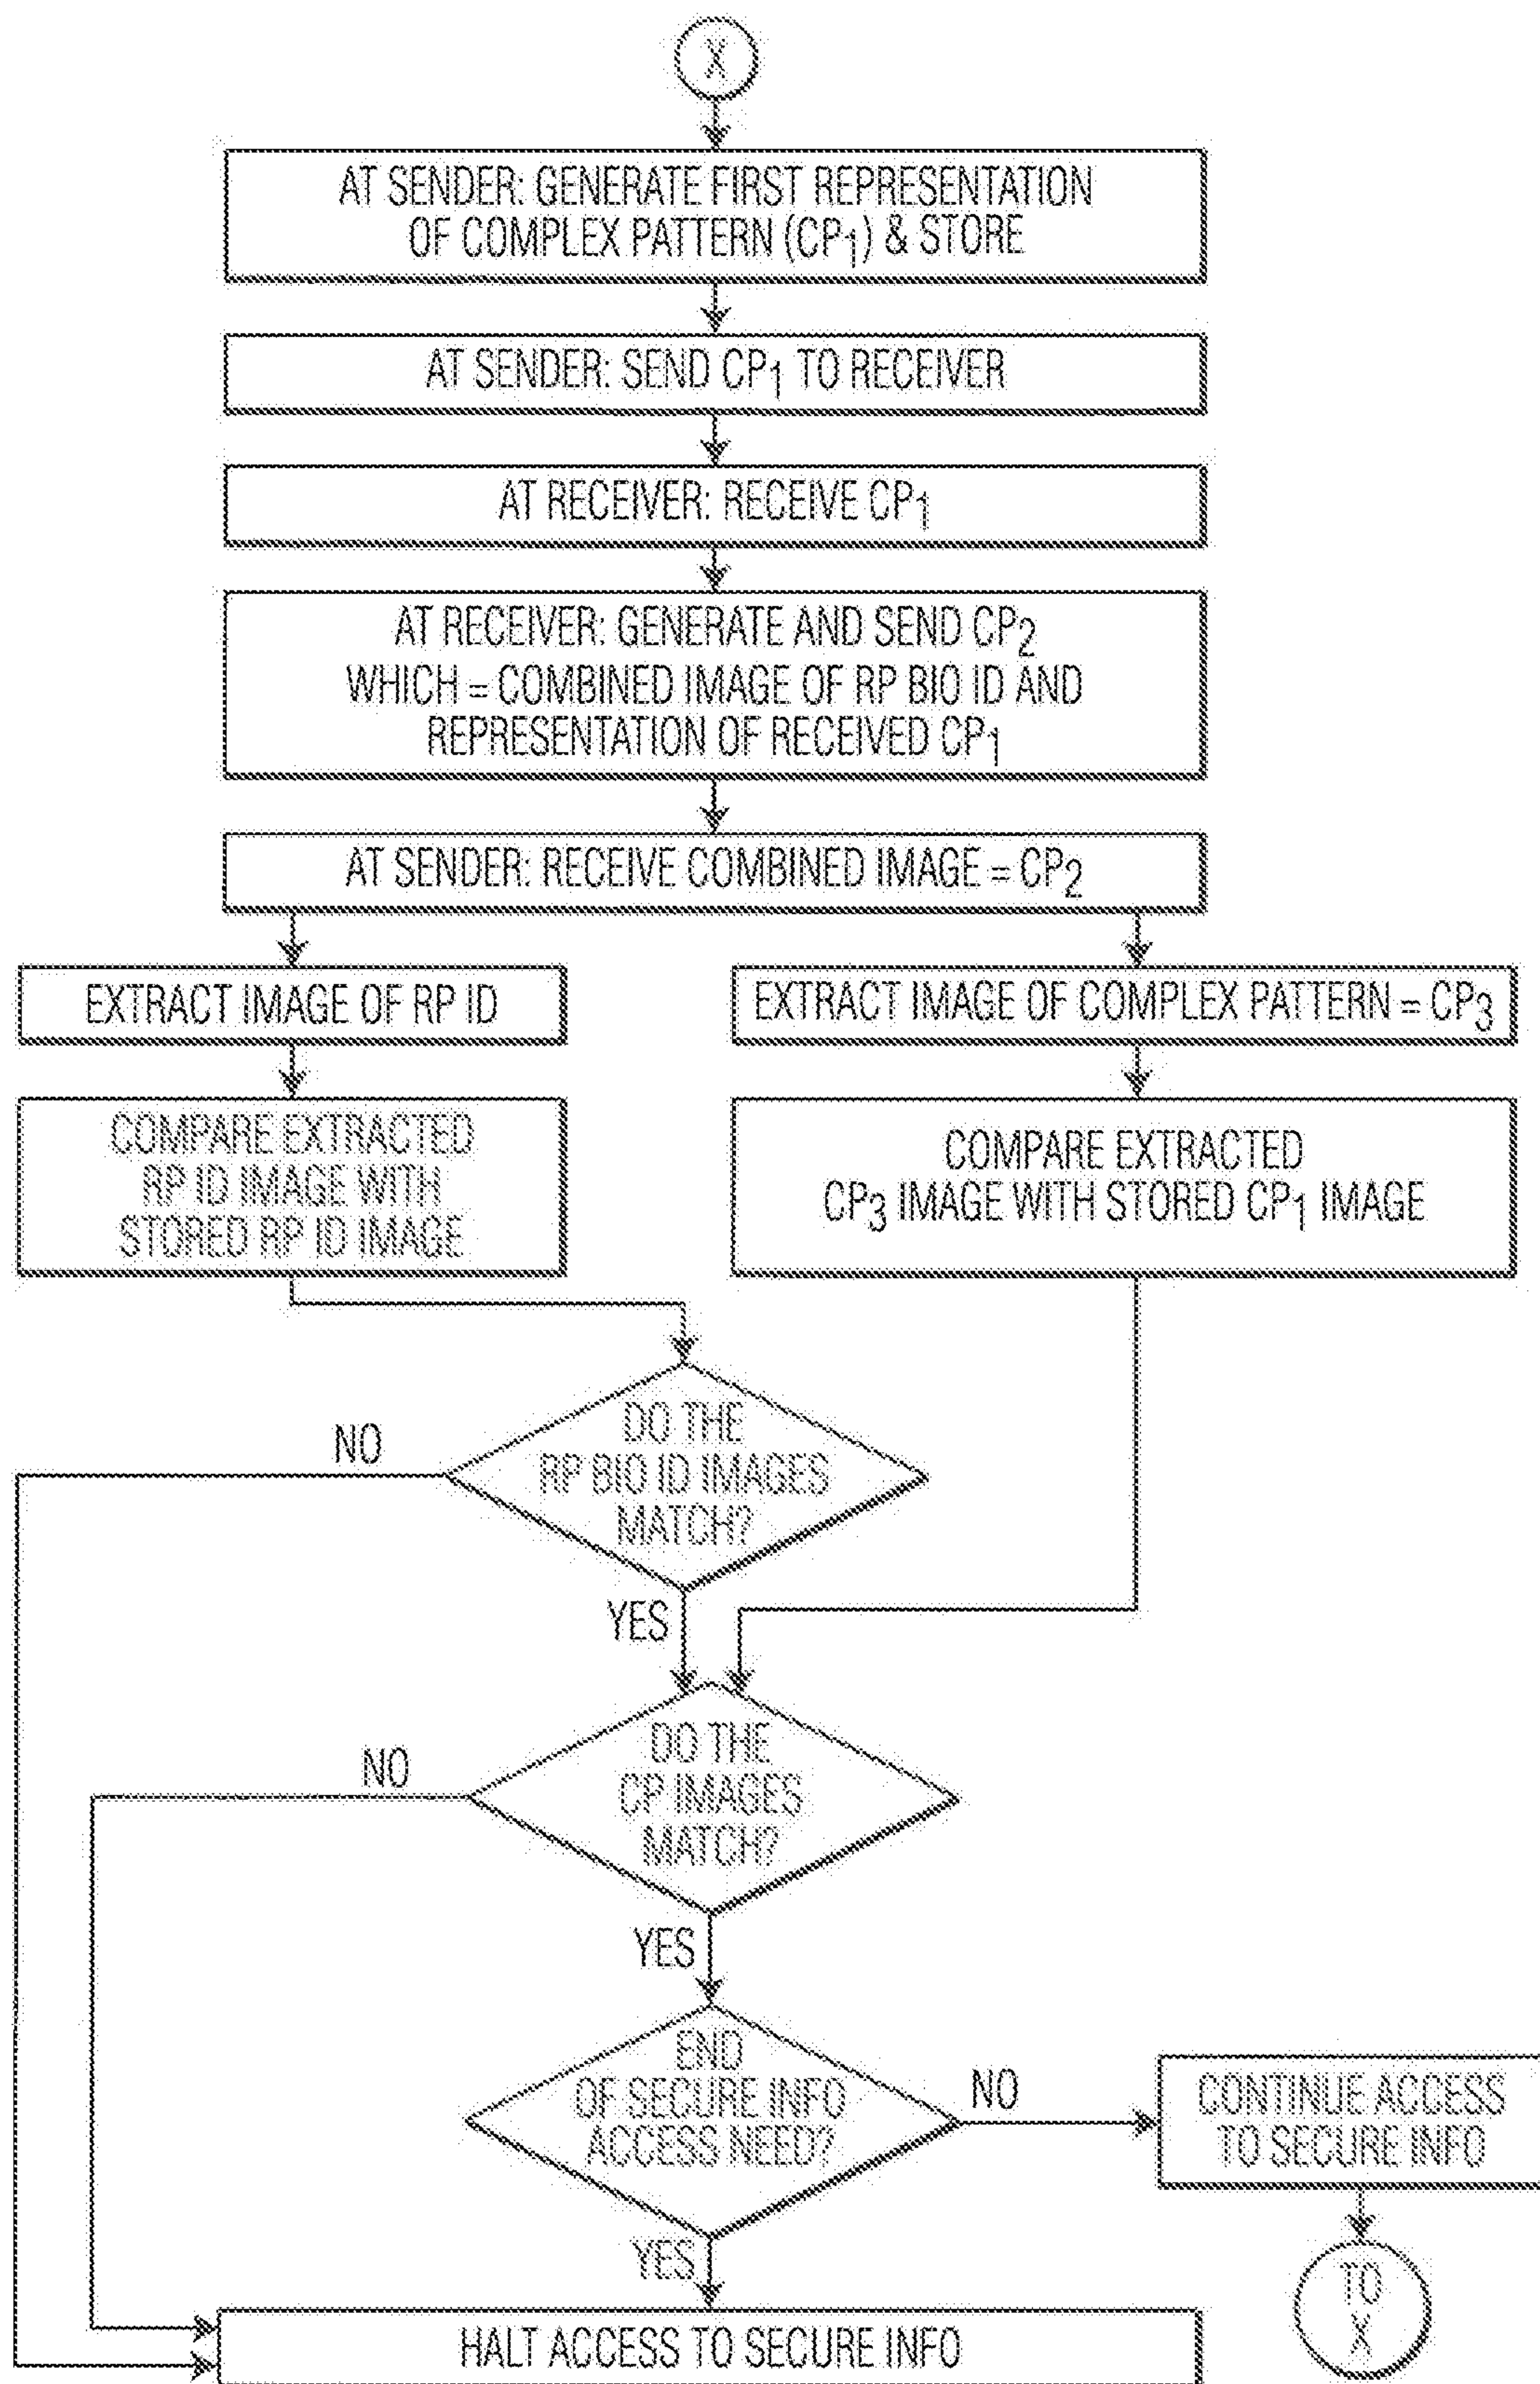 X
AT SENDER: GENERATE FIRST REPRESENTATION
OF COMPLEX PATTERN (CP1) & STORE
AT SENDER: SEND CP1 TO RECEIVER
AT RECEIVER: RECEIVE CP1
AT RECEIVER: GENERATE AND SEND CP2
WHICH = COMBINED IMAGE OF RP BIO ID AND
REPRESENTATION OF RECEIVED CP1
AT SENDER: RECEIVE COMBINED IMAGE = CP2
EXTRACT IMAGE OF RP ID
EXTRACT IMAGE OF COMPLEX PATTERN = CP3
COMPARE EXTRACTED
RP ID IMAGE WITH
STORED RP ID IMAGE
COMPARE EXTRACTED
CP3 IMAGE WITH STORED CP1 IMAGE
NO
DO THE
RP BIO ID IMAGES
MATCH?
YES
NO
DO THE
CP IMAGES
MATCH?
YES
END
OF SECURE INFO
ACCESS NEED?
NO
CONTINUE ACCESS
TO SECURE INFO
YES
TO
X
HALT ACCESS TO SECURE INFO